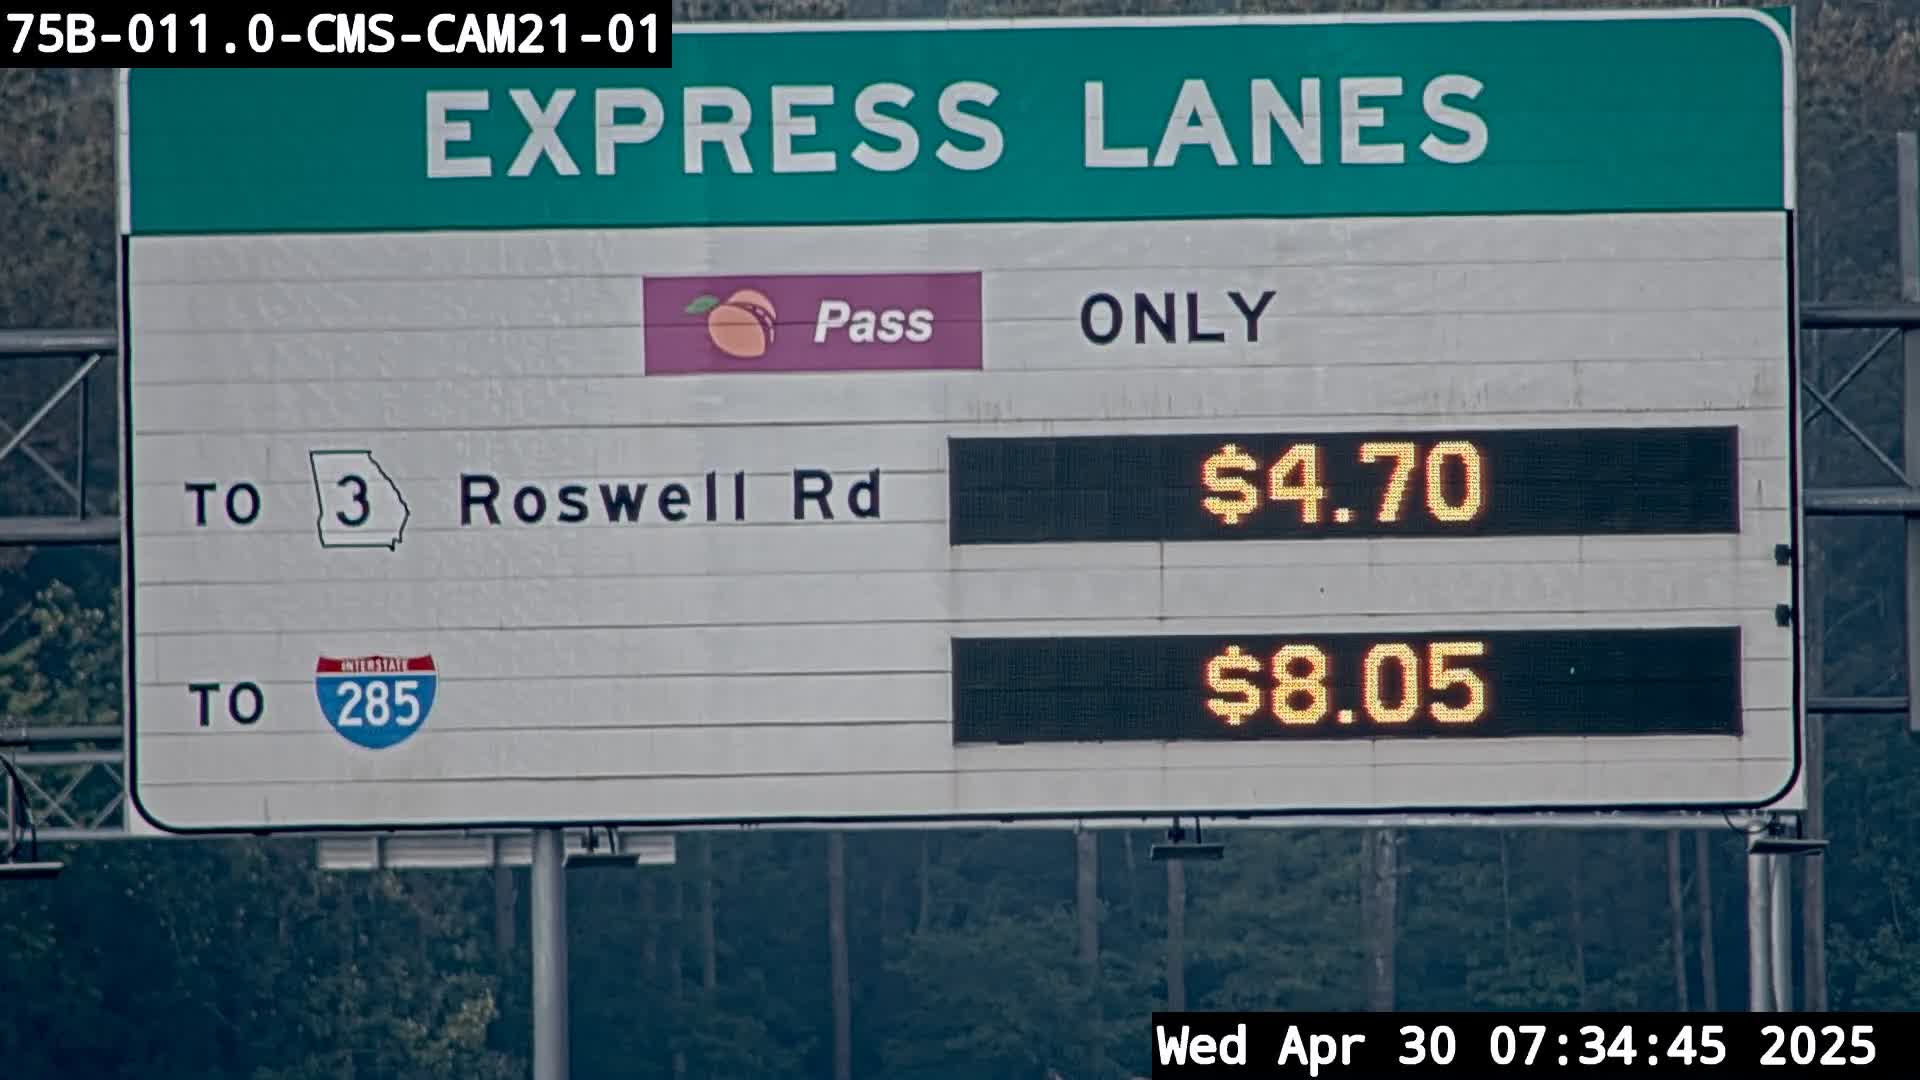 75B-011.0-CMS-CAM21-01
EXPRESS LANES
Pass ONLY
TO 3 Roswell Rd $4.70
TO INTERSTATE 285 $8.05
Wed Apr 30 07:34:45 2025